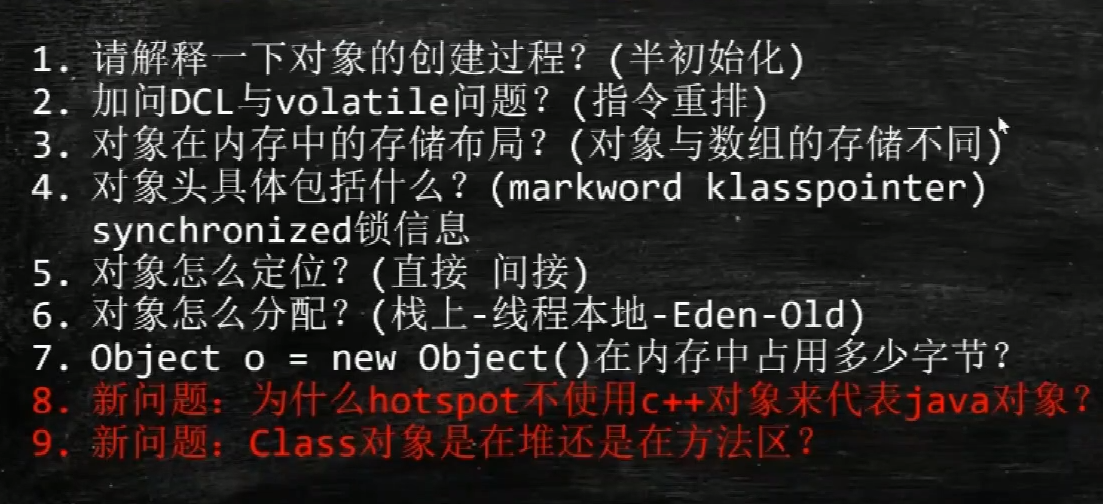 1. 请解释一下对象的创建过程?(半初始化)
2. 加问DCL与volatile问题?(指令重排)
3. 对象在内存中的存储布局?(对象与数组的存储不同)
4. 对象头具体包括什么?(markword klasspointer)
synchronized锁信息
5. 对象怎么定位?(直接 间接)
6. 对象怎么分配?(栈上-线程本地-Eden-Old)
7. Object o = new Object()在内存中占用多少字节?
8. 新问题：为什么hotspot不使用c++对象来代表java对象?
9. 新问题：Class对象是在堆还是在方法区?